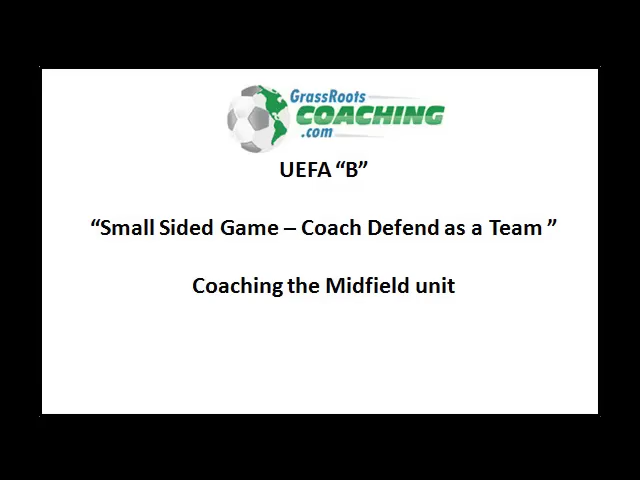 GrassRoots
COACHING
.com
UEFA “B”
“Small Sided Game – Coach Defend as a Team ”
Coaching the Midfield unit